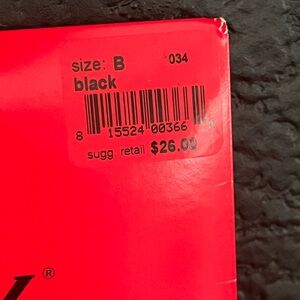 size: B 034
black
8 15524 00366
sugg. retail $26.00
®